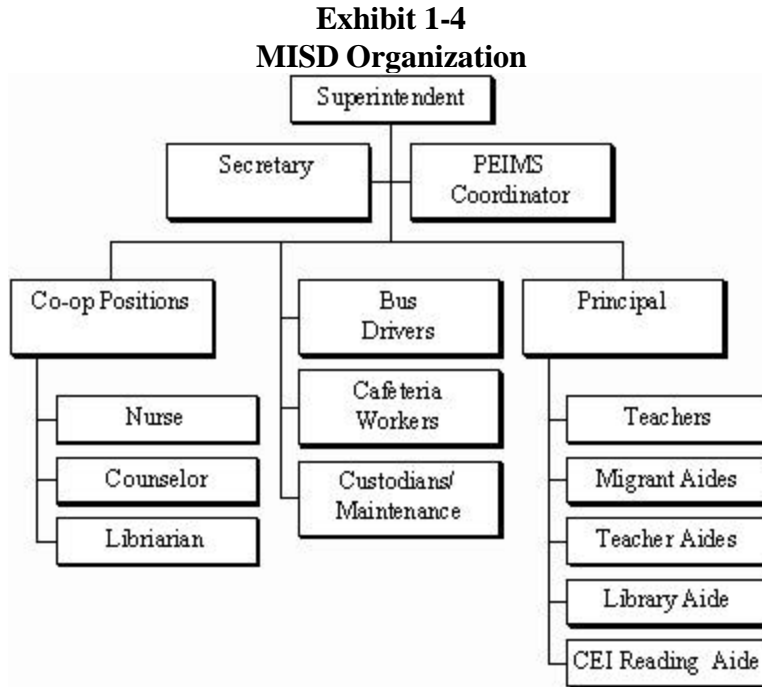 Exhibit 1-4
MISD Organization
Superintendent
Secretary
PEIMS
Coordinator
Co-op Positions
Nurse
Counselor
Libriarian
Bus
Drivers
Cafeteria
Workers
Custodians/
Maintenance
Principal
Teachers
Migrant Aides
Teacher Aides
Library Aide
CEI Reading Aide